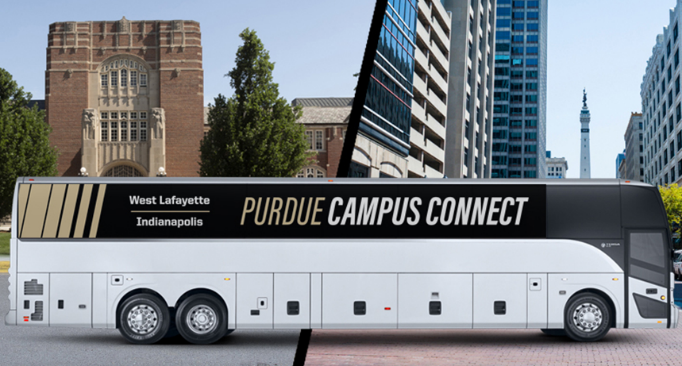 West Lafayette
Indianapolis
PURDUE CAMPUS CONNECT